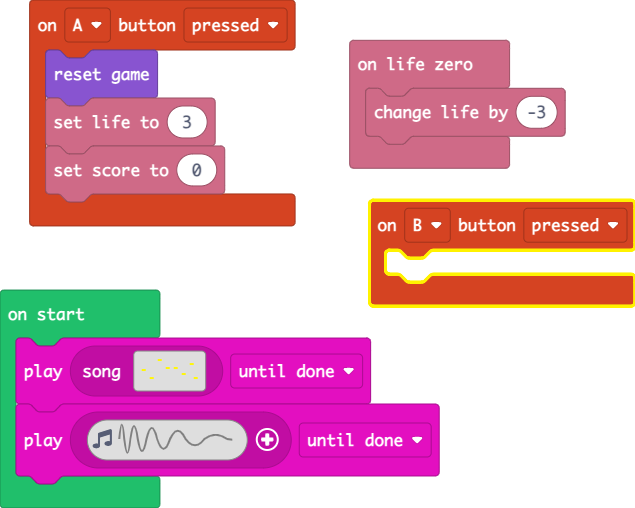 on A button pressed
reset game
set life to 3
set score to 0
on life zero
change life by -3
on B button pressed
on start
play song until done
play until done